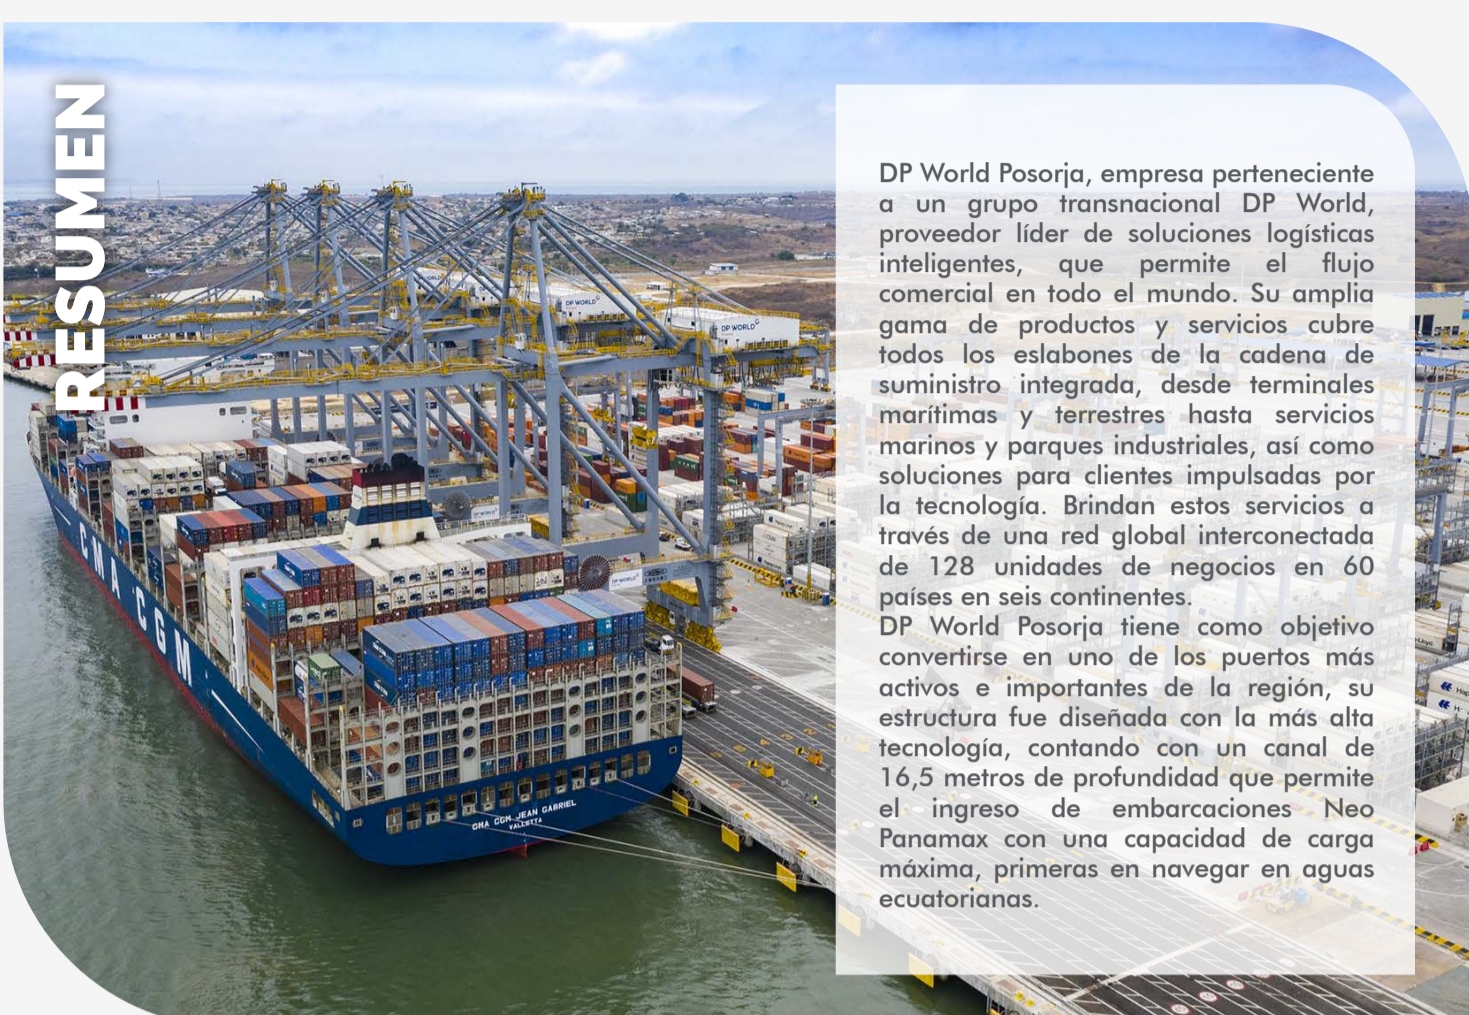 RESUMEN
DP World Posorja, empresa perteneciente
a un grupo transnacional DP World,
proveedor líder de soluciones logísticas
inteligentes, que permite el flujo
comercial en todo el mundo. Su amplia
gama de productos y servicios cubre
todos los eslabones de la cadena de
suministro integrada, desde terminales
marítimas y terrestres hasta servicios
marinos y parques industriales, así como
soluciones para clientes impulsadas por
la tecnología. Brindan estos servicios a
través de una red global interconectada
de 128 unidades de negocios en 60
países en seis continentes.
DP World Posorja tiene como objetivo
convertirse en uno de los puertos más
activos e importantes de la región, su
estructura fue diseñada con la más alta
tecnología, contando con un canal de
16,5 metros de profundidad que permite
el ingreso de embarcaciones Neo
Panamax con una capacidad de carga
máxima, primeras en navegar en aguas
ecuatorianas.
DP WORLD
DP WORLD
DP WORLD
CMA CGM
CMA CGM JEAN GABRIEL
VALLETTA